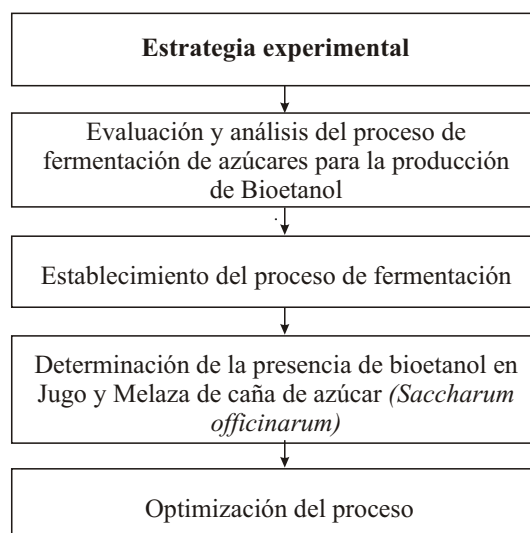 Estrategia experimental
Evaluación y análisis del proceso de
fermentación de azúcares para la producción
de Bioetanol
Establecimiento del proceso de fermentación
Determinación de la presencia de bioetanol en
Jugo y Melaza de caña de azúcar (Saccharum
officinarum)
Optimización del proceso